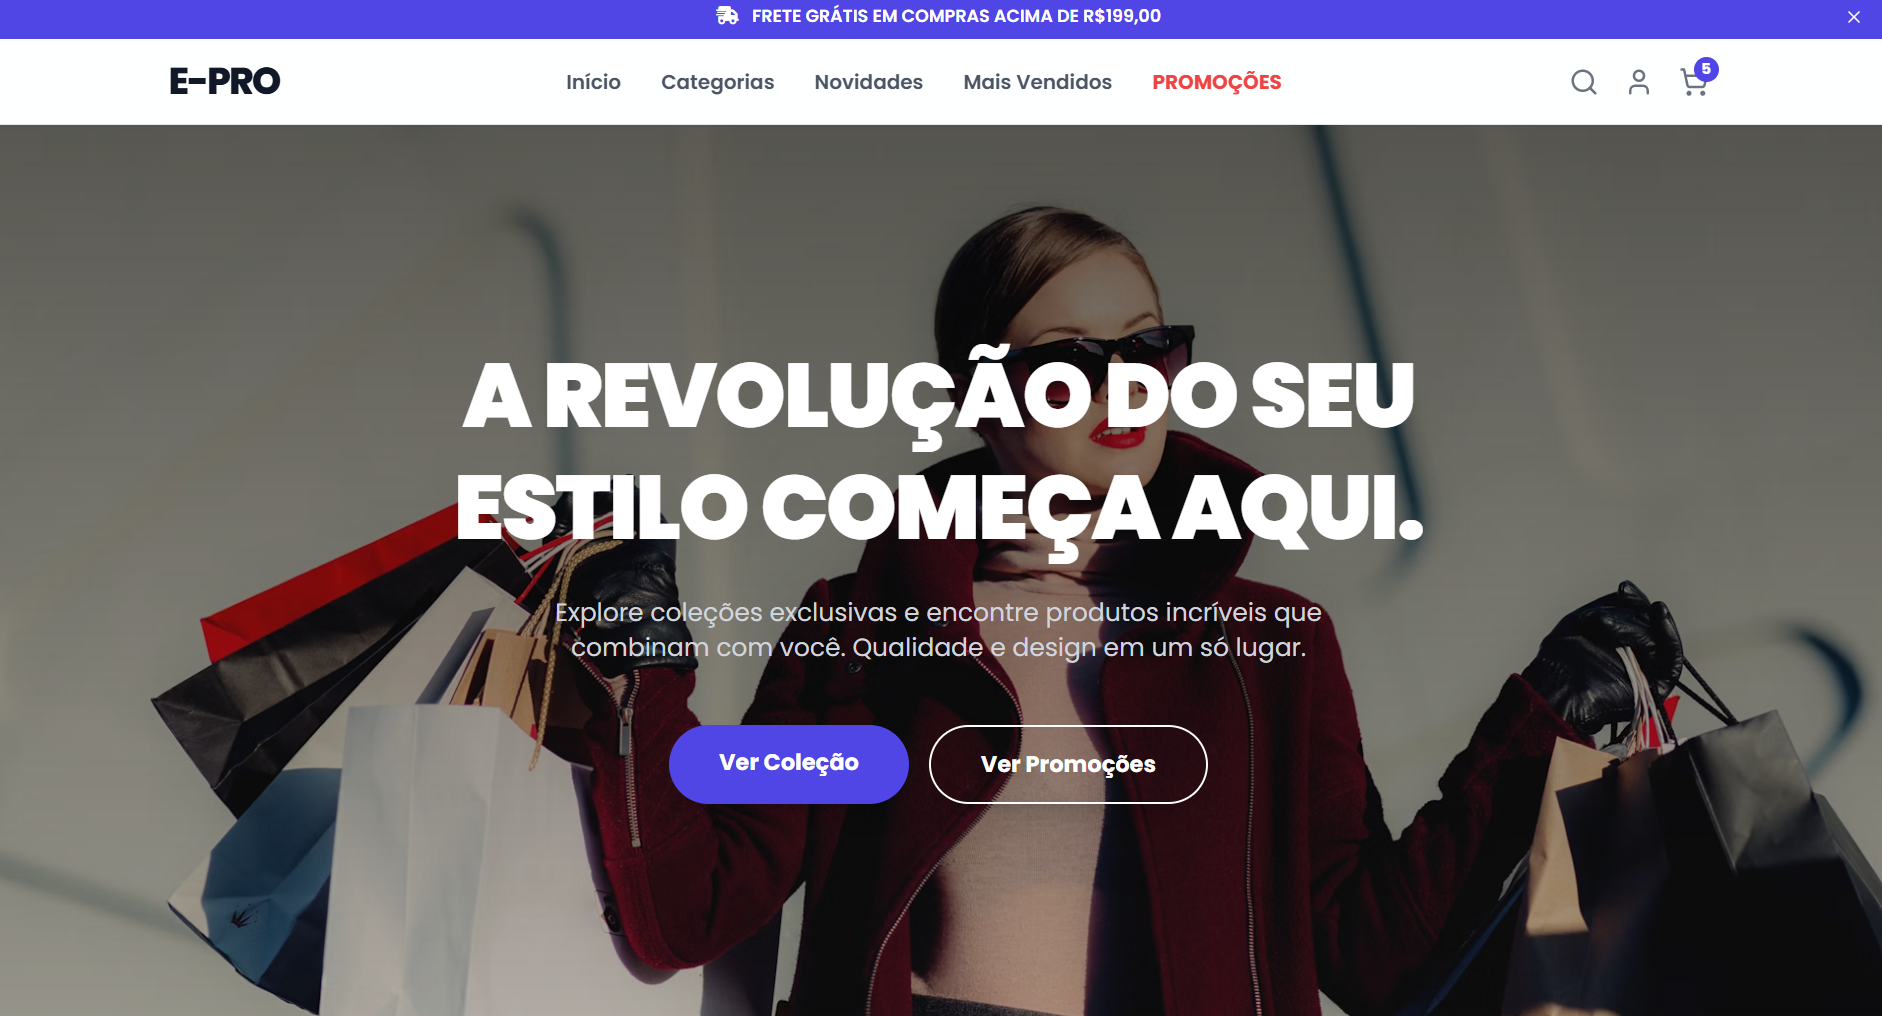 FRETE GRÁTIS EM COMPRAS ACIMA DE R$199,00
E-PRO
Início
Categorias
Novidades
Mais Vendidos
PROMOÇÕES
5
A REVOLUÇÃO DO SEU
ESTILO COMEÇA AQUI.
Explore coleções exclusivas e encontre produtos incríveis que
combinam com você. Qualidade e design em um só lugar.
Ver Coleção
Ver Promoções